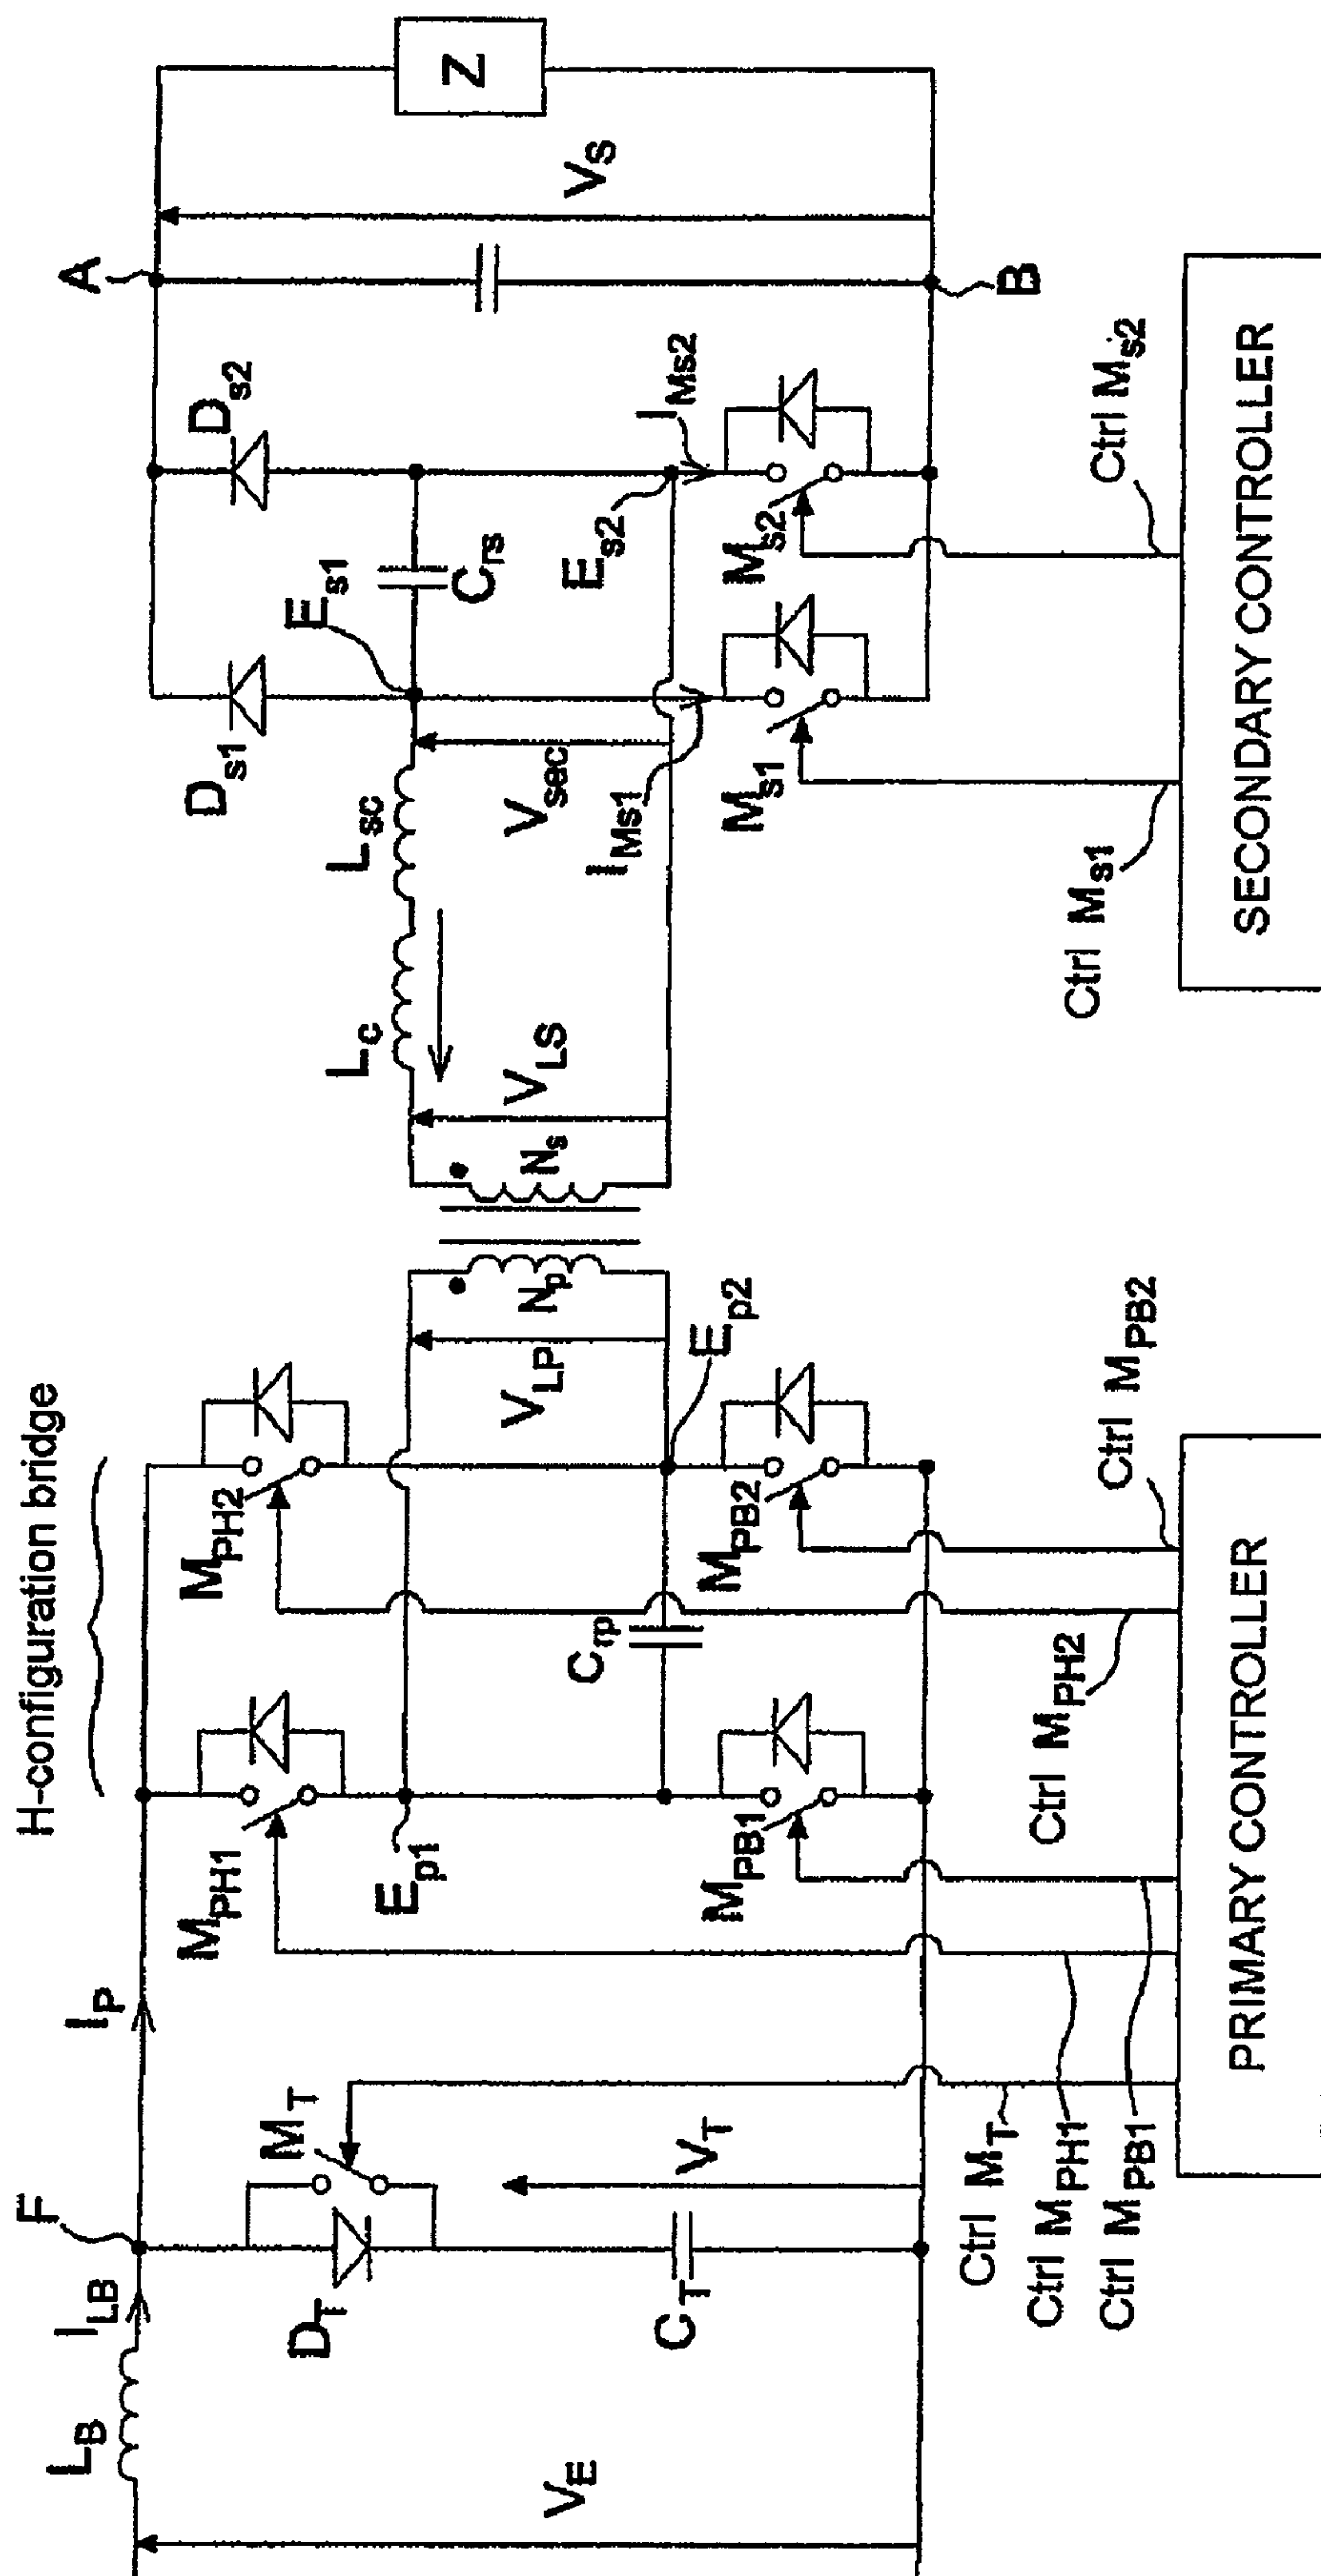 H-configuration bridge
V_E
L_B
I_LB
F
D_T
M_T
C_T
V_T
I_P
M_PH1
E_p1
M_PB1
M_PH2
C_rp
M_PB2
E_p2
V_LP
N_p
N_s
V_LS
L_c
L_sc
V_sec
I_Ms1
D_s1
E_s1
C_rs
D_s2
E_s2
I_Ms2
M_s1
M_s2
A
B
V_S
Z
Ctrl M_T
Ctrl M_PH1
Ctrl M_PB1
Ctrl M_PH2
Ctrl M_PB2
Ctrl M_s1
Ctrl M_s2
PRIMARY CONTROLLER
SECONDARY CONTROLLER